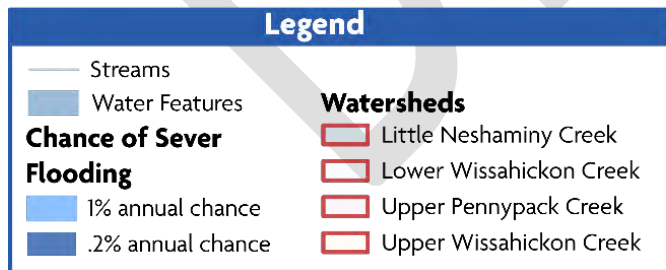 Legend
Streams
Water Features
Chance of Sever
Flooding
1% annual chance
.2% annual chance
Watersheds
Little Neshaminy Creek
Lower Wissahickon Creek
Upper Pennypack Creek
Upper Wissahickon Creek